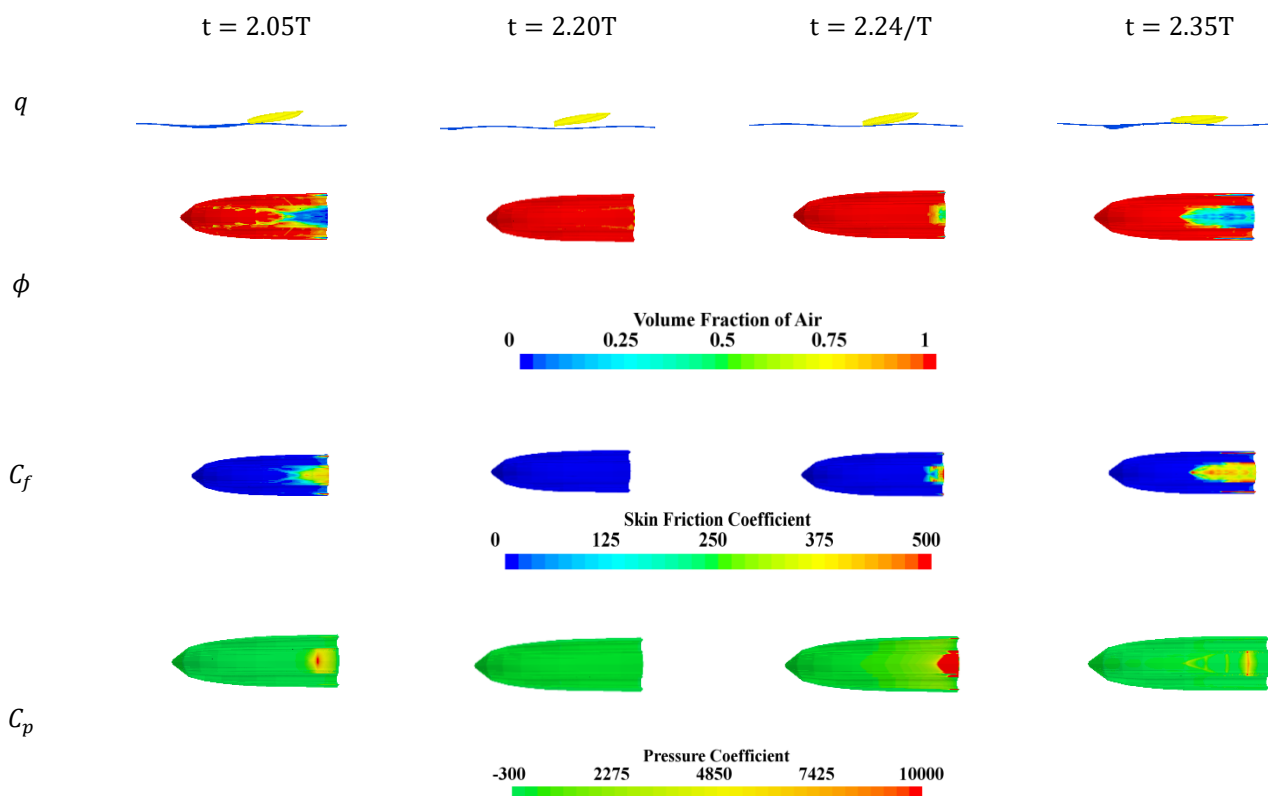 t = 2.05T t = 2.20T t = 2.24/T t = 2.35T
q
ϕ
Volume Fraction of Air
0 0.25 0.5 0.75 1
C_f
Skin Friction Coefficient
0 125 250 375 500
C_p
Pressure Coefficient
-300 2275 4850 7425 10000